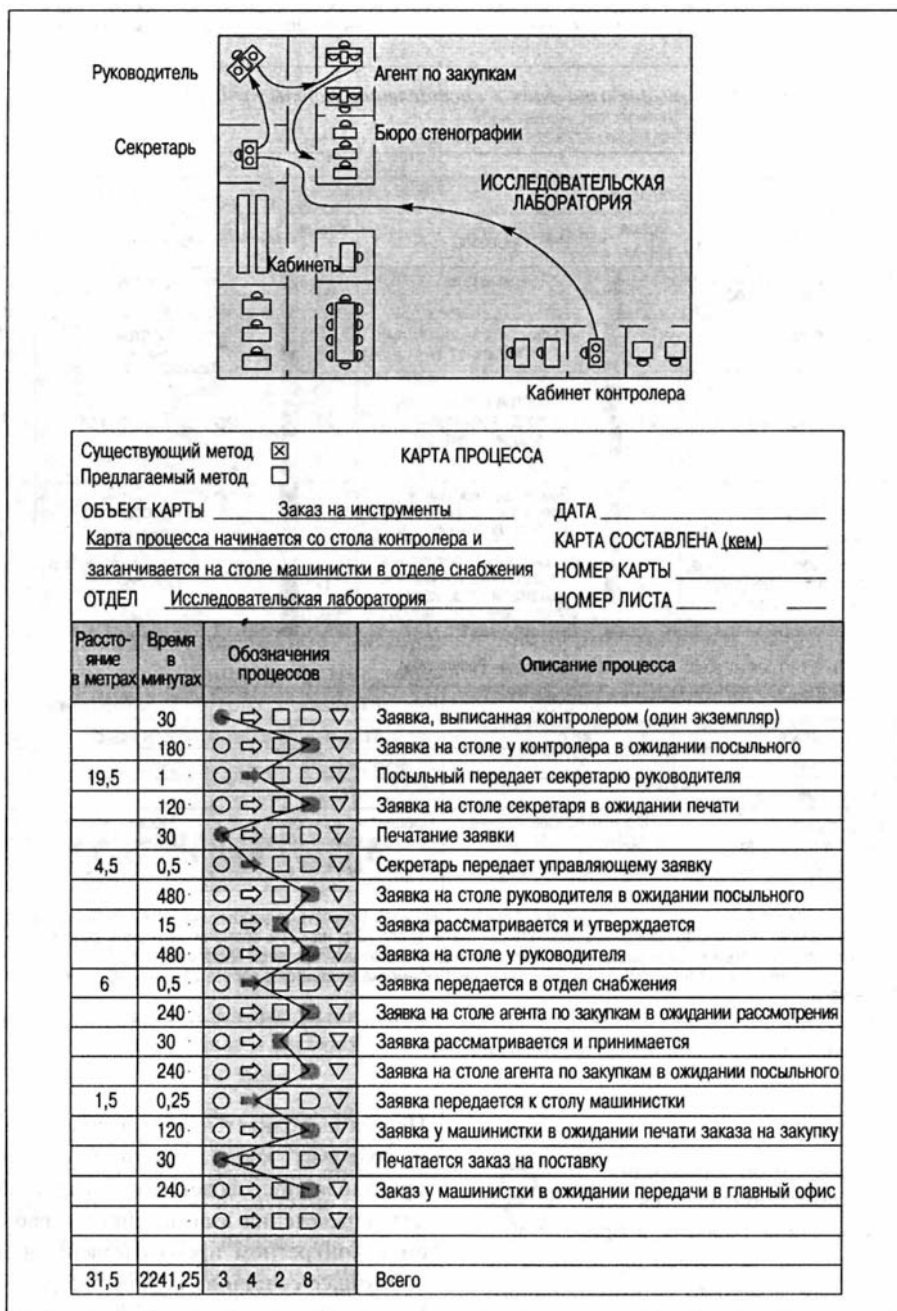 Руководитель
Агент по закупкам
Секретарь
Бюро стенографии
ИССЛЕДОВАТЕЛЬСКАЯ
ЛАБОРАТОРИЯ
Кабинеты
Кабинет контролера
Существующий метод
КАРТА ПРОЦЕССА
Предлагаемый метод
ОБЪЕКТ КАРТЫ Заказ на инструменты ДАТА
Карта процесса начинается со стола контролера и КАРТА СОСТАВЛЕНА (кем)
заканчивается на столе машинистки в отделе снабжения НОМЕР КАРТЫ
ОТДЕЛ Исследовательская лаборатория НОМЕР ЛИСТА
Рассто-
яние
в метрах
Время
в
минутах
Обозначения
процессов
Описание процесса
30 Заявка, выписанная контролером (один экземпляр)
180 Заявка на столе у контролера в ожидании посыльного
19,5 1 Посыльный передает секретарю руководителя
120 Заявка на столе секретаря в ожидании печати
30 Печатание заявки
4,5 0,5 Секретарь передает управляющему заявку
480 Заявка на столе руководителя в ожидании посыльного
15 Заявка рассматривается и утверждается
480 Заявка на столе у руководителя
6 0,5 Заявка передается в отдел снабжения
240 Заявка на столе агента по закупкам в ожидании рассмотрения
30 Заявка рассматривается и принимается
240 Заявка на столе агента по закупкам в ожидании посыльного
1,5 0,25 Заявка передается к столу машинистки
120 Заявка у машинистки в ожидании печати заказа на закупку
30 Печатается заказ на поставку
240 Заказ у машинистки в ожидании передачи в главный офис
31,5 2241,25 3 4 2 8 Всего